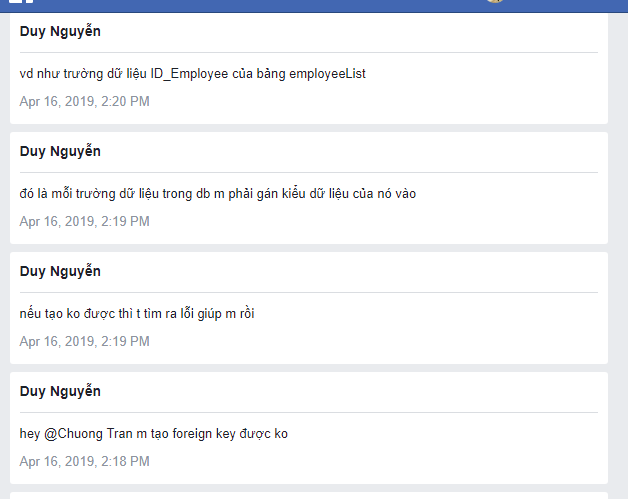 Duy Nguyễn
vd như trường dữ liệu ID_Employee của bảng employeeList
Apr 16, 2019, 2:20 PM
Duy Nguyễn
đó là mỗi trường dữ liệu trong db m phải gán kiểu dữ liệu của nó vào
Apr 16, 2019, 2:19 PM
Duy Nguyễn
nếu tạo ko được thì t tìm ra lỗi giúp m rồi
Apr 16, 2019, 2:19 PM
Duy Nguyễn
hey @Chuong Tran m tạo foreign key được ko
Apr 16, 2019, 2:18 PM